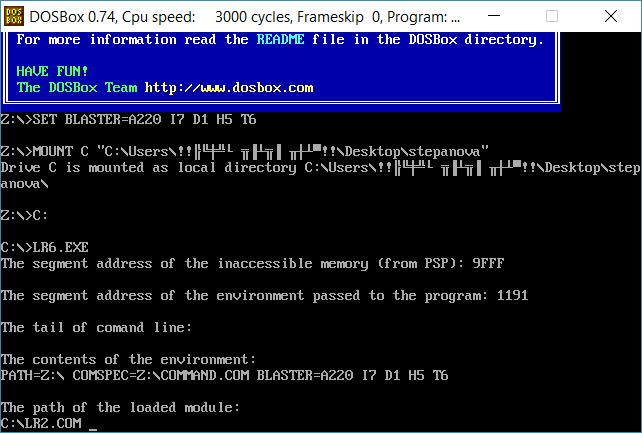 DOSBox 0.74, Cpu speed:    3000 cycles, Frameskip  0, Program: ...
For more information read the README file in the DOSBox directory.
HAVE FUN!
The DOSBox Team http://www.dosbox.com
Z:\>SET BLASTER=A220 I7 D1 H5 T6
Z:\>MOUNT C "C:\Users\!!\Desktop\stepanova"
Drive C is mounted as local directory C:\Users\!!\Desktop\step
anova\
Z:\>C:
C:\>LR6.EXE
The segment address of the inaccessible memory (from PSP): 9FFF
The segment address of the environment passed to the program: 1191
The tail of comand line:
The contents of the environment:
PATH=Z:\ COMSPEC=Z:\COMMAND.COM BLASTER=A220 I7 D1 H5 T6
The path of the loaded module:
C:\LR2.COM _